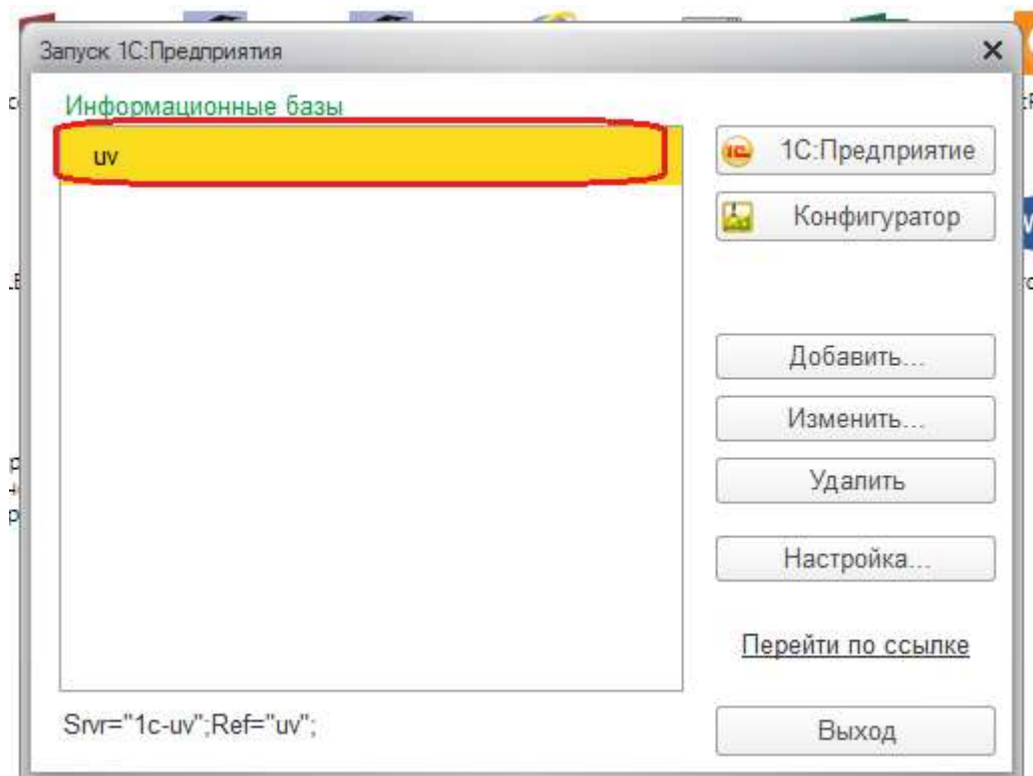 Запуск 1С:Предприятия
Информационные базы
uv
1С:Предприятие
Конфигуратор
Добавить...
Изменить...
Удалить
Настройка...
Перейти по ссылке
Srvr="1c-uv";Ref="uv";
Выход